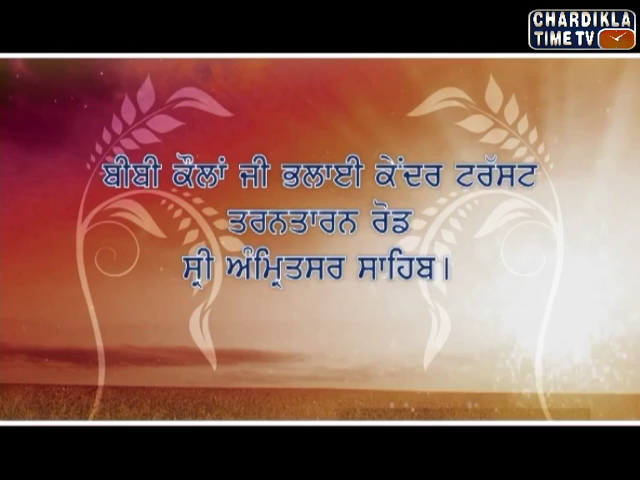 CHARDIKLA
TIME TV
ਬੀਬੀ ਕੌਲਾਂ ਜੀ ਭਲਾਈ ਕੇਂਦਰ ਟਰੱਸਟ
ਤਰਨਤਾਰਨ ਰੋਡ
ਸ੍ਰੀ ਅੰਮ੍ਰਿਤਸਰ ਸਾਹਿਬ।